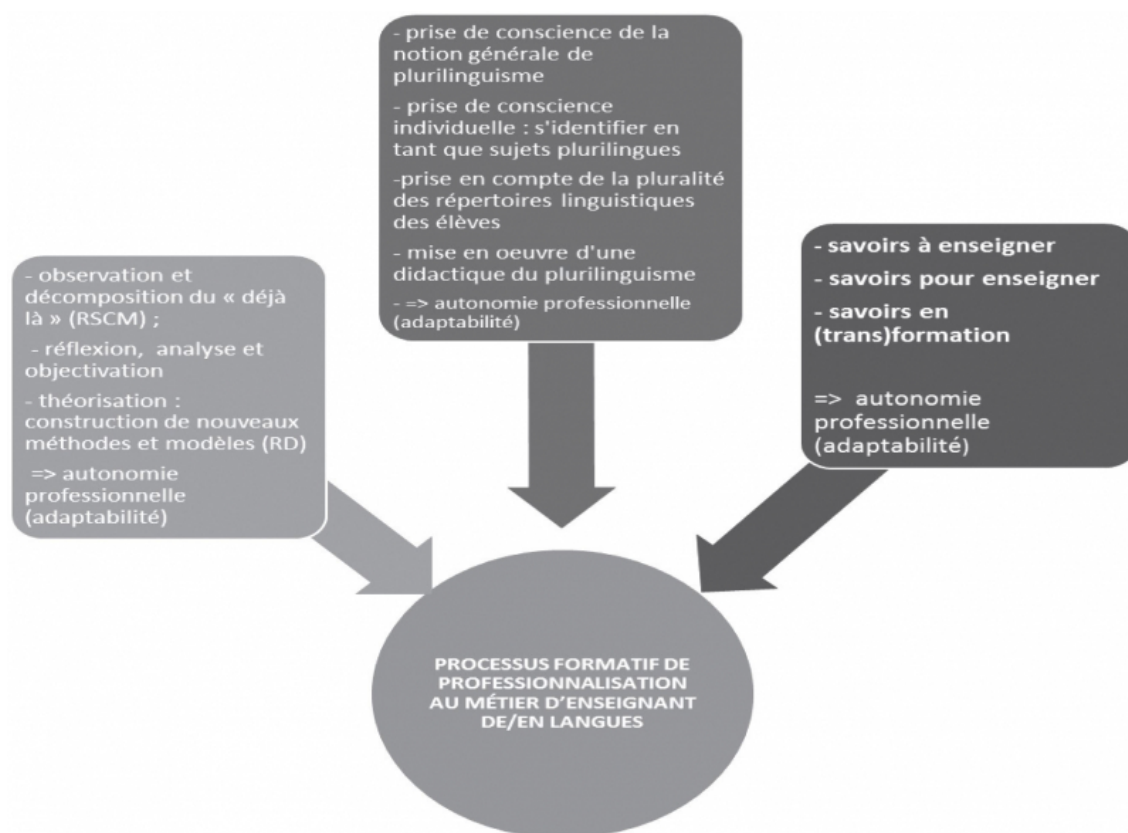 - observation et
décomposition du « déjà
là » (RSCM) ;
- réflexion, analyse et
objectivation
- théorisation :
construction de nouveaux
méthodes et modèles (RD)
=> autonomie
professionnelle
(adaptabilité)
- prise de conscience de la
notion générale de
plurilinguisme
- prise de conscience
individuelle : s'identifier en
tant que sujets plurilingues
-prise en compte de la pluralité
des répertoires linguistiques
des élèves
- mise en oeuvre d'une
didactique du plurilinguisme
- => autonomie professionnelle
(adaptabilité)
- savoirs à enseigner
- savoirs pour enseigner
- savoirs en
(trans)formation
=> autonomie
professionnelle
(adaptabilité)
PROCESSUS FORMATIF DE
PROFESSIONNALISATION
AU MÉTIER D’ENSEIGNANT
DE/EN LANGUES